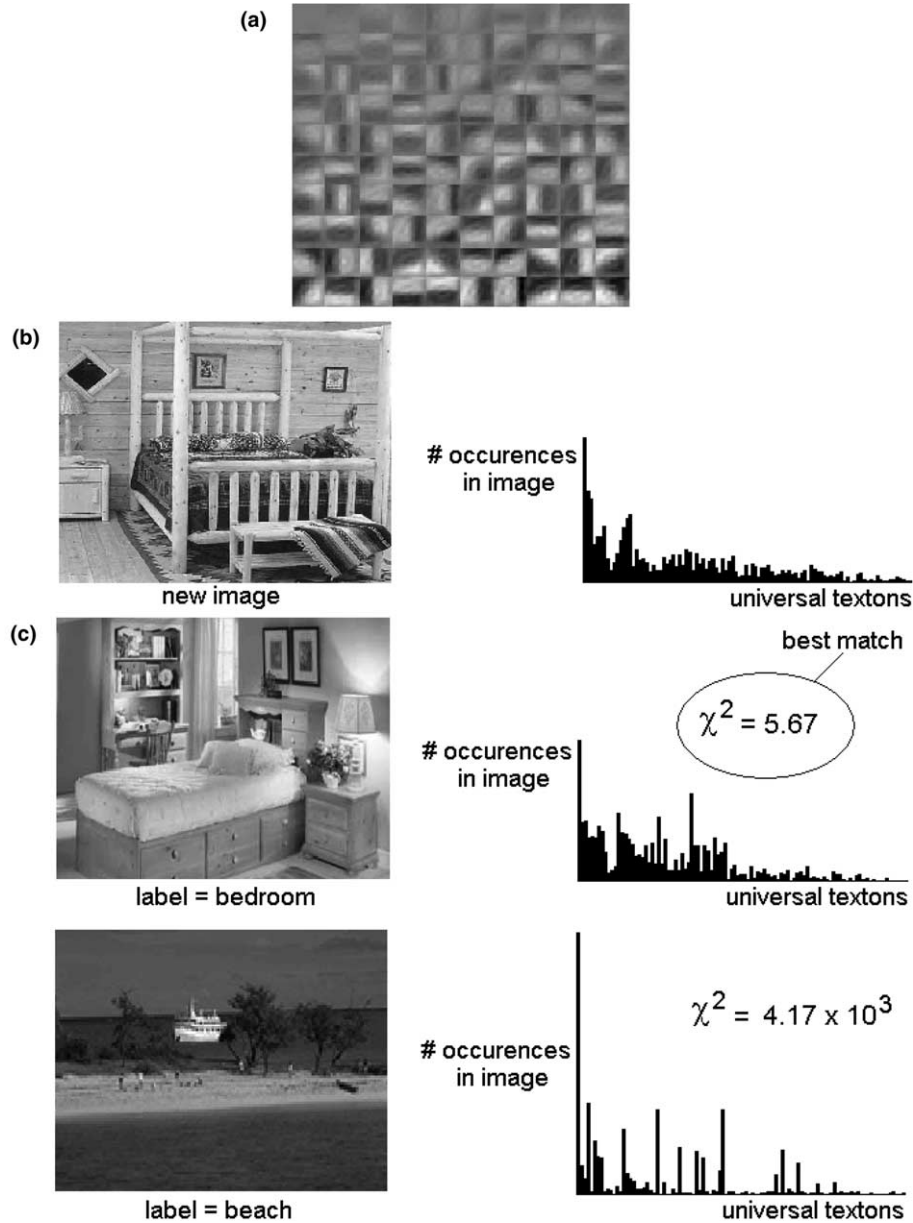 (a)
(b)
# occurences
in image
new image
universal textons
(c)
best match
χ² = 5.67
# occurences
in image
label = bedroom
universal textons
χ² = 4.17 x 10³
# occurences
in image
label = beach
universal textons